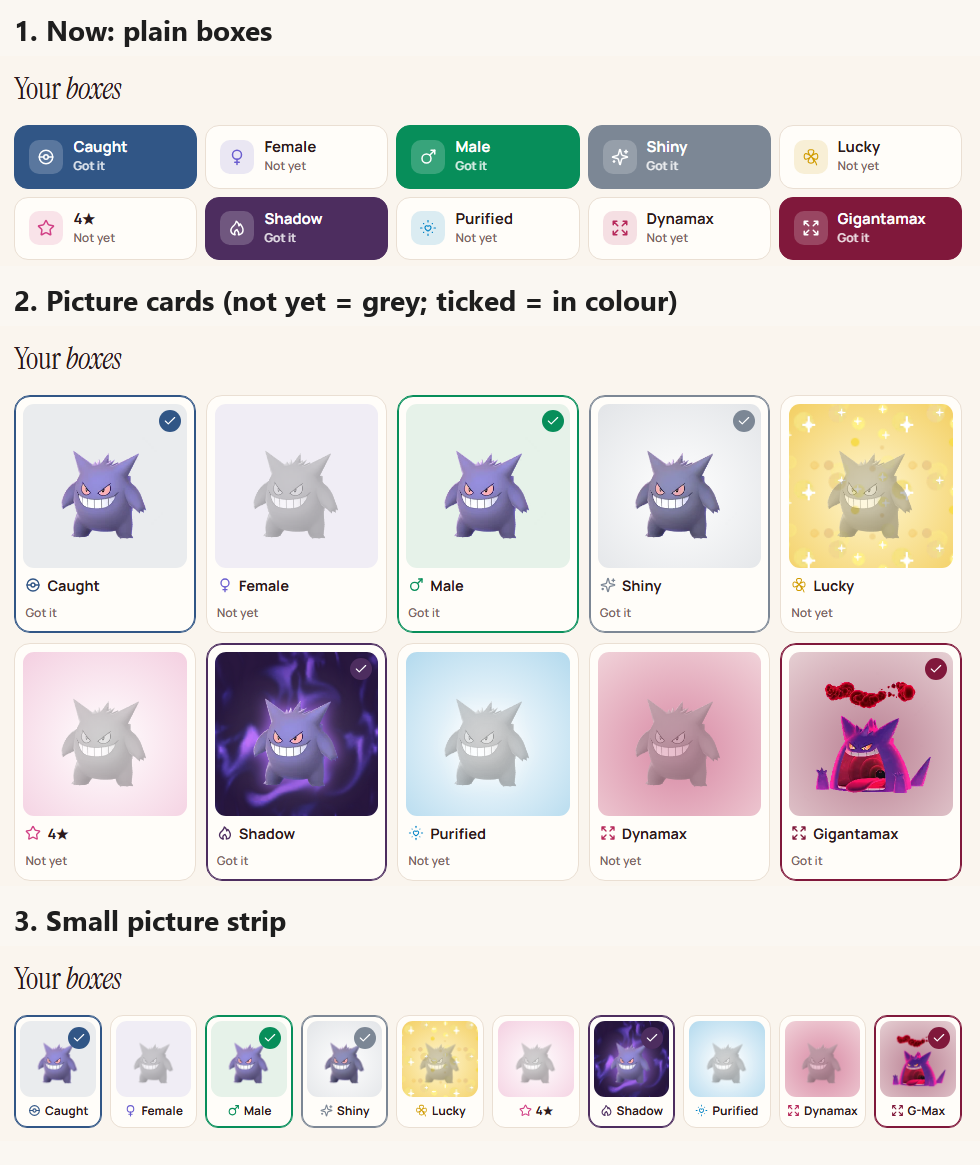 1. Now: plain boxes
Your boxes
Caught
Got it
Female
Not yet
Male
Got it
Shiny
Got it
Lucky
Not yet
4★
Not yet
Shadow
Got it
Purified
Not yet
Dynamax
Not yet
Gigantamax
Got it
2. Picture cards (not yet = grey; ticked = in colour)
Your boxes
Caught
Got it
Female
Not yet
Male
Got it
Shiny
Got it
Lucky
Not yet
4★
Not yet
Shadow
Got it
Purified
Not yet
Dynamax
Not yet
Gigantamax
Got it
3. Small picture strip
Your boxes
Caught
Female
Male
Shiny
Lucky
4★
Shadow
Purified
Dynamax
G-Max